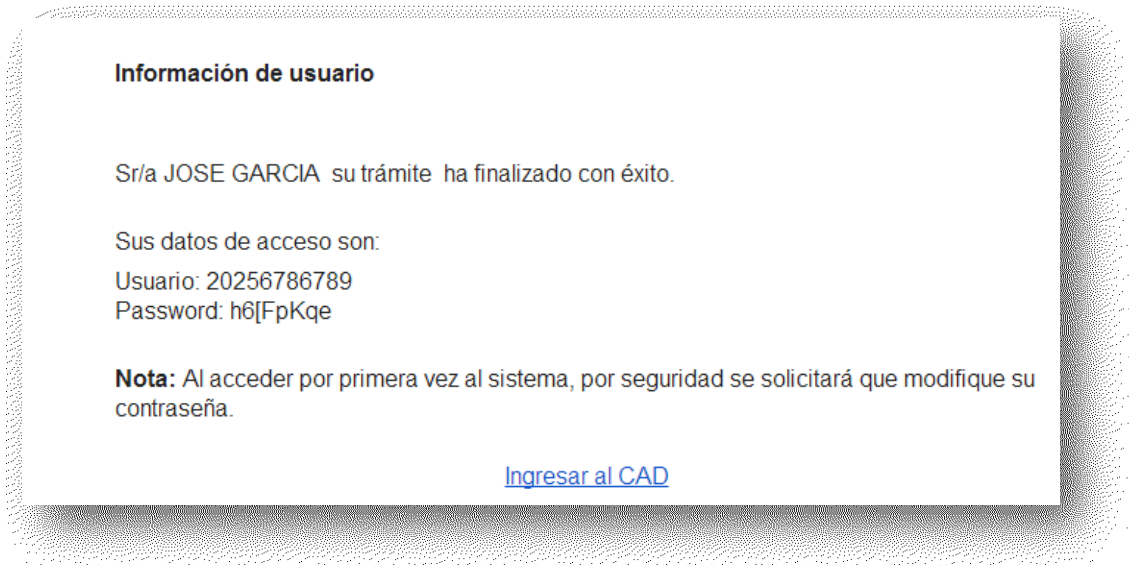 Información de usuario
Sr/a JOSE GARCIA su trámite ha finalizado con éxito.
Sus datos de acceso son:
Usuario: 20256786789
Password: h6[FpKqe
Nota: Al acceder por primera vez al sistema, por seguridad se solicitará que modifique su
contraseña.
Ingresar al CAD